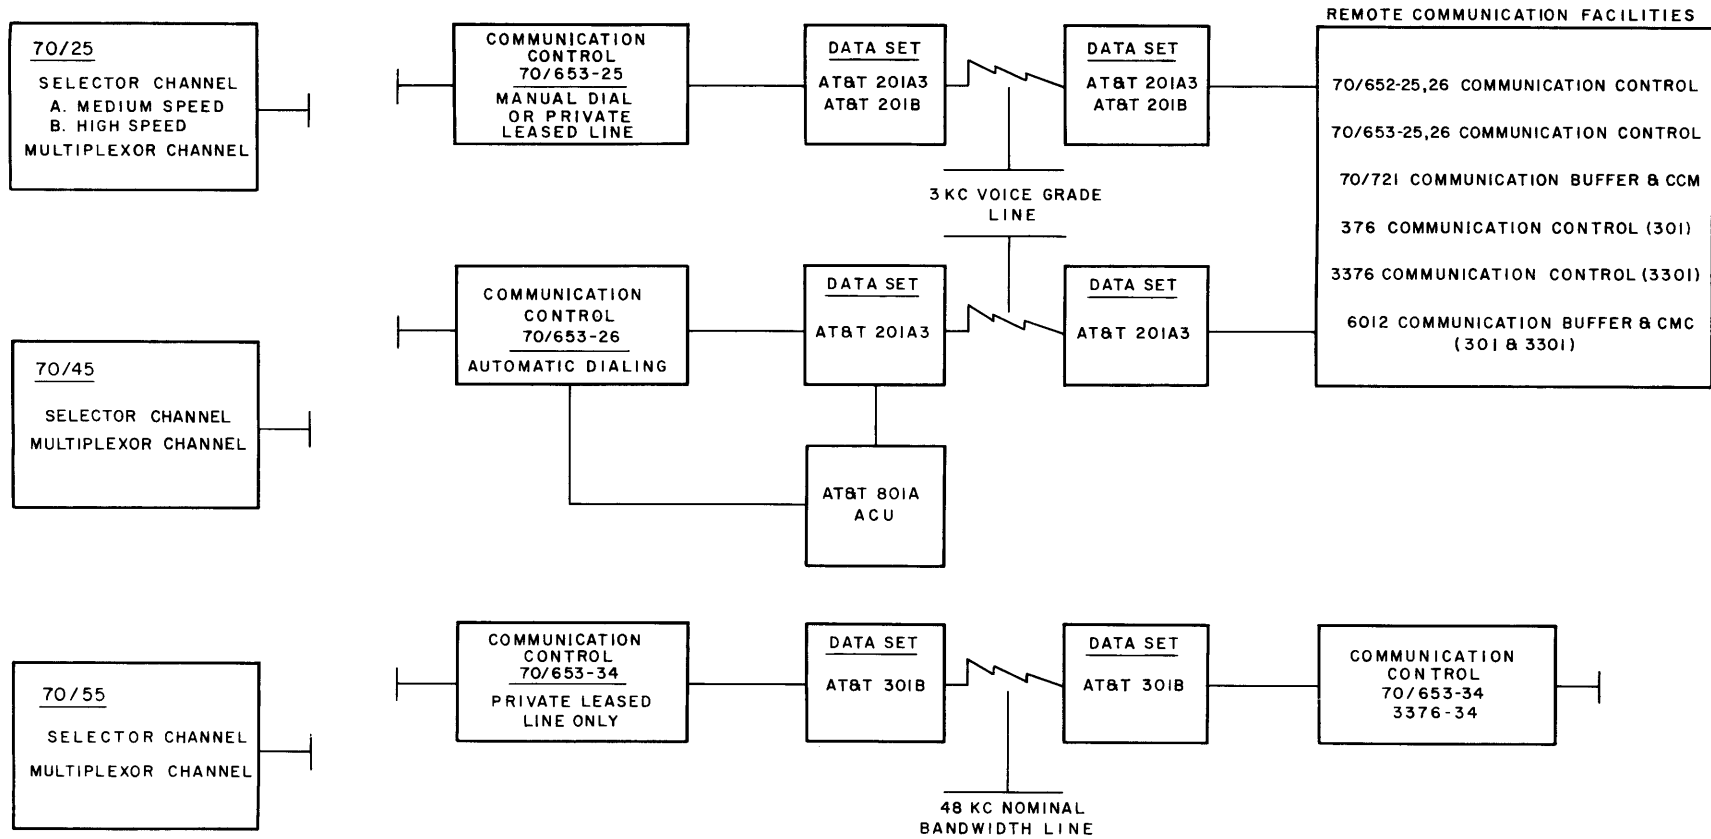 REMOTE COMMUNICATION FACILITIES
70/25
SELECTOR CHANNEL
A. MEDIUM SPEED
B. HIGH SPEED
MULTIPLEXOR CHANNEL
COMMUNICATION
CONTROL
70/653-25
MANUAL DIAL
OR PRIVATE
LEASED LINE
DATA SET
AT&T 201A3
AT&T 201B
DATA SET
AT&T 201A3
AT&T 201B
3 KC VOICE GRADE
LINE
70/652-25,26 COMMUNICATION CONTROL
70/653-25,26 COMMUNICATION CONTROL
70/721 COMMUNICATION BUFFER & CCM
376 COMMUNICATION CONTROL (301)
3376 COMMUNICATION CONTROL (3301)
6012 COMMUNICATION BUFFER & CMC
(301 & 3301)
70/45
SELECTOR CHANNEL
MULTIPLEXOR CHANNEL
COMMUNICATION
CONTROL
70/653-26
AUTOMATIC DIALING
DATA SET
AT&T 201A3
DATA SET
AT&T 201A3
AT&T 801A
ACU
70/55
SELECTOR CHANNEL
MULTIPLEXOR CHANNEL
COMMUNICATION
CONTROL
70/653-34
PRIVATE LEASED
LINE ONLY
DATA SET
AT&T 301B
DATA SET
AT&T 301B
48 KC NOMINAL
BANDWIDTH LINE
COMMUNICATION
CONTROL
70/653-34
3376-34